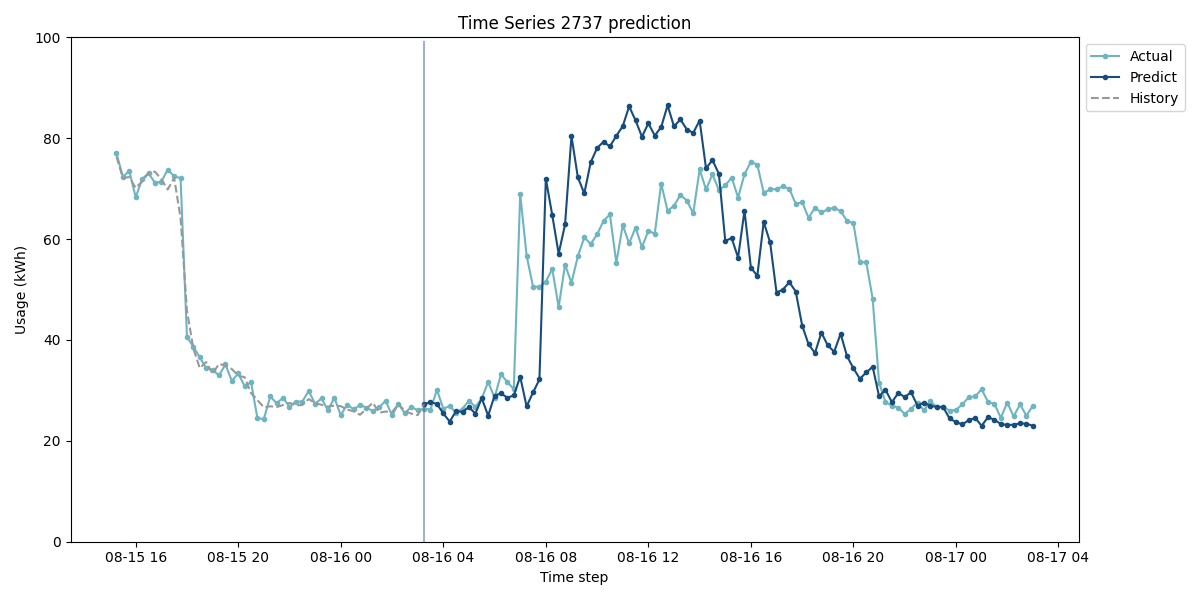 Time Series 2737 prediction
100
80
60
40
20
0
Usage (kWh)
08-15 16
08-15 20
08-16 00
08-16 04
08-16 08
08-16 12
08-16 16
08-16 20
08-17 00
08-17 04
Time step
Actual
Predict
History